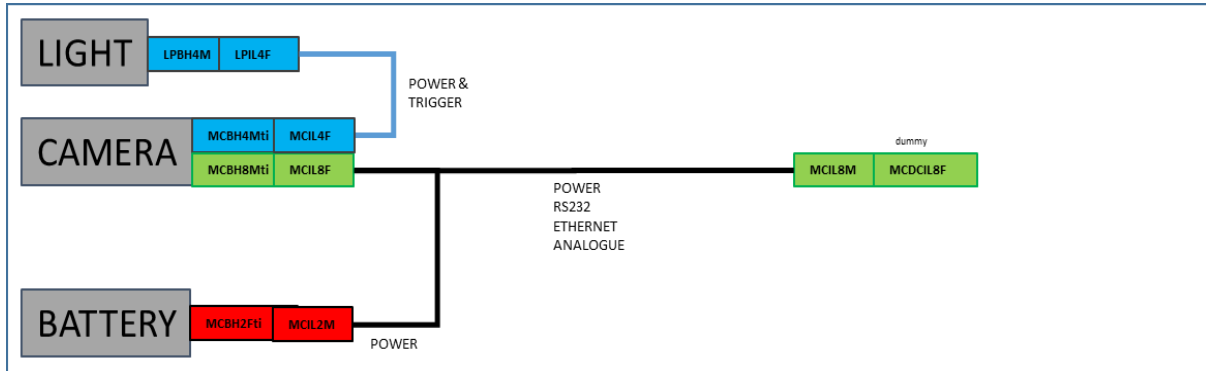 LIGHT
LPBH4M
LPIL4F
POWER &
TRIGGER
CAMERA
MCBH4Mti
MCIL4F
MCBH8Mti
MCIL8F
dummy
MCIL8M
MCDCIL8F
POWER
RS232
ETHERNET
ANALOGUE
BATTERY
MCBH2Fti
MCIL2M
POWER